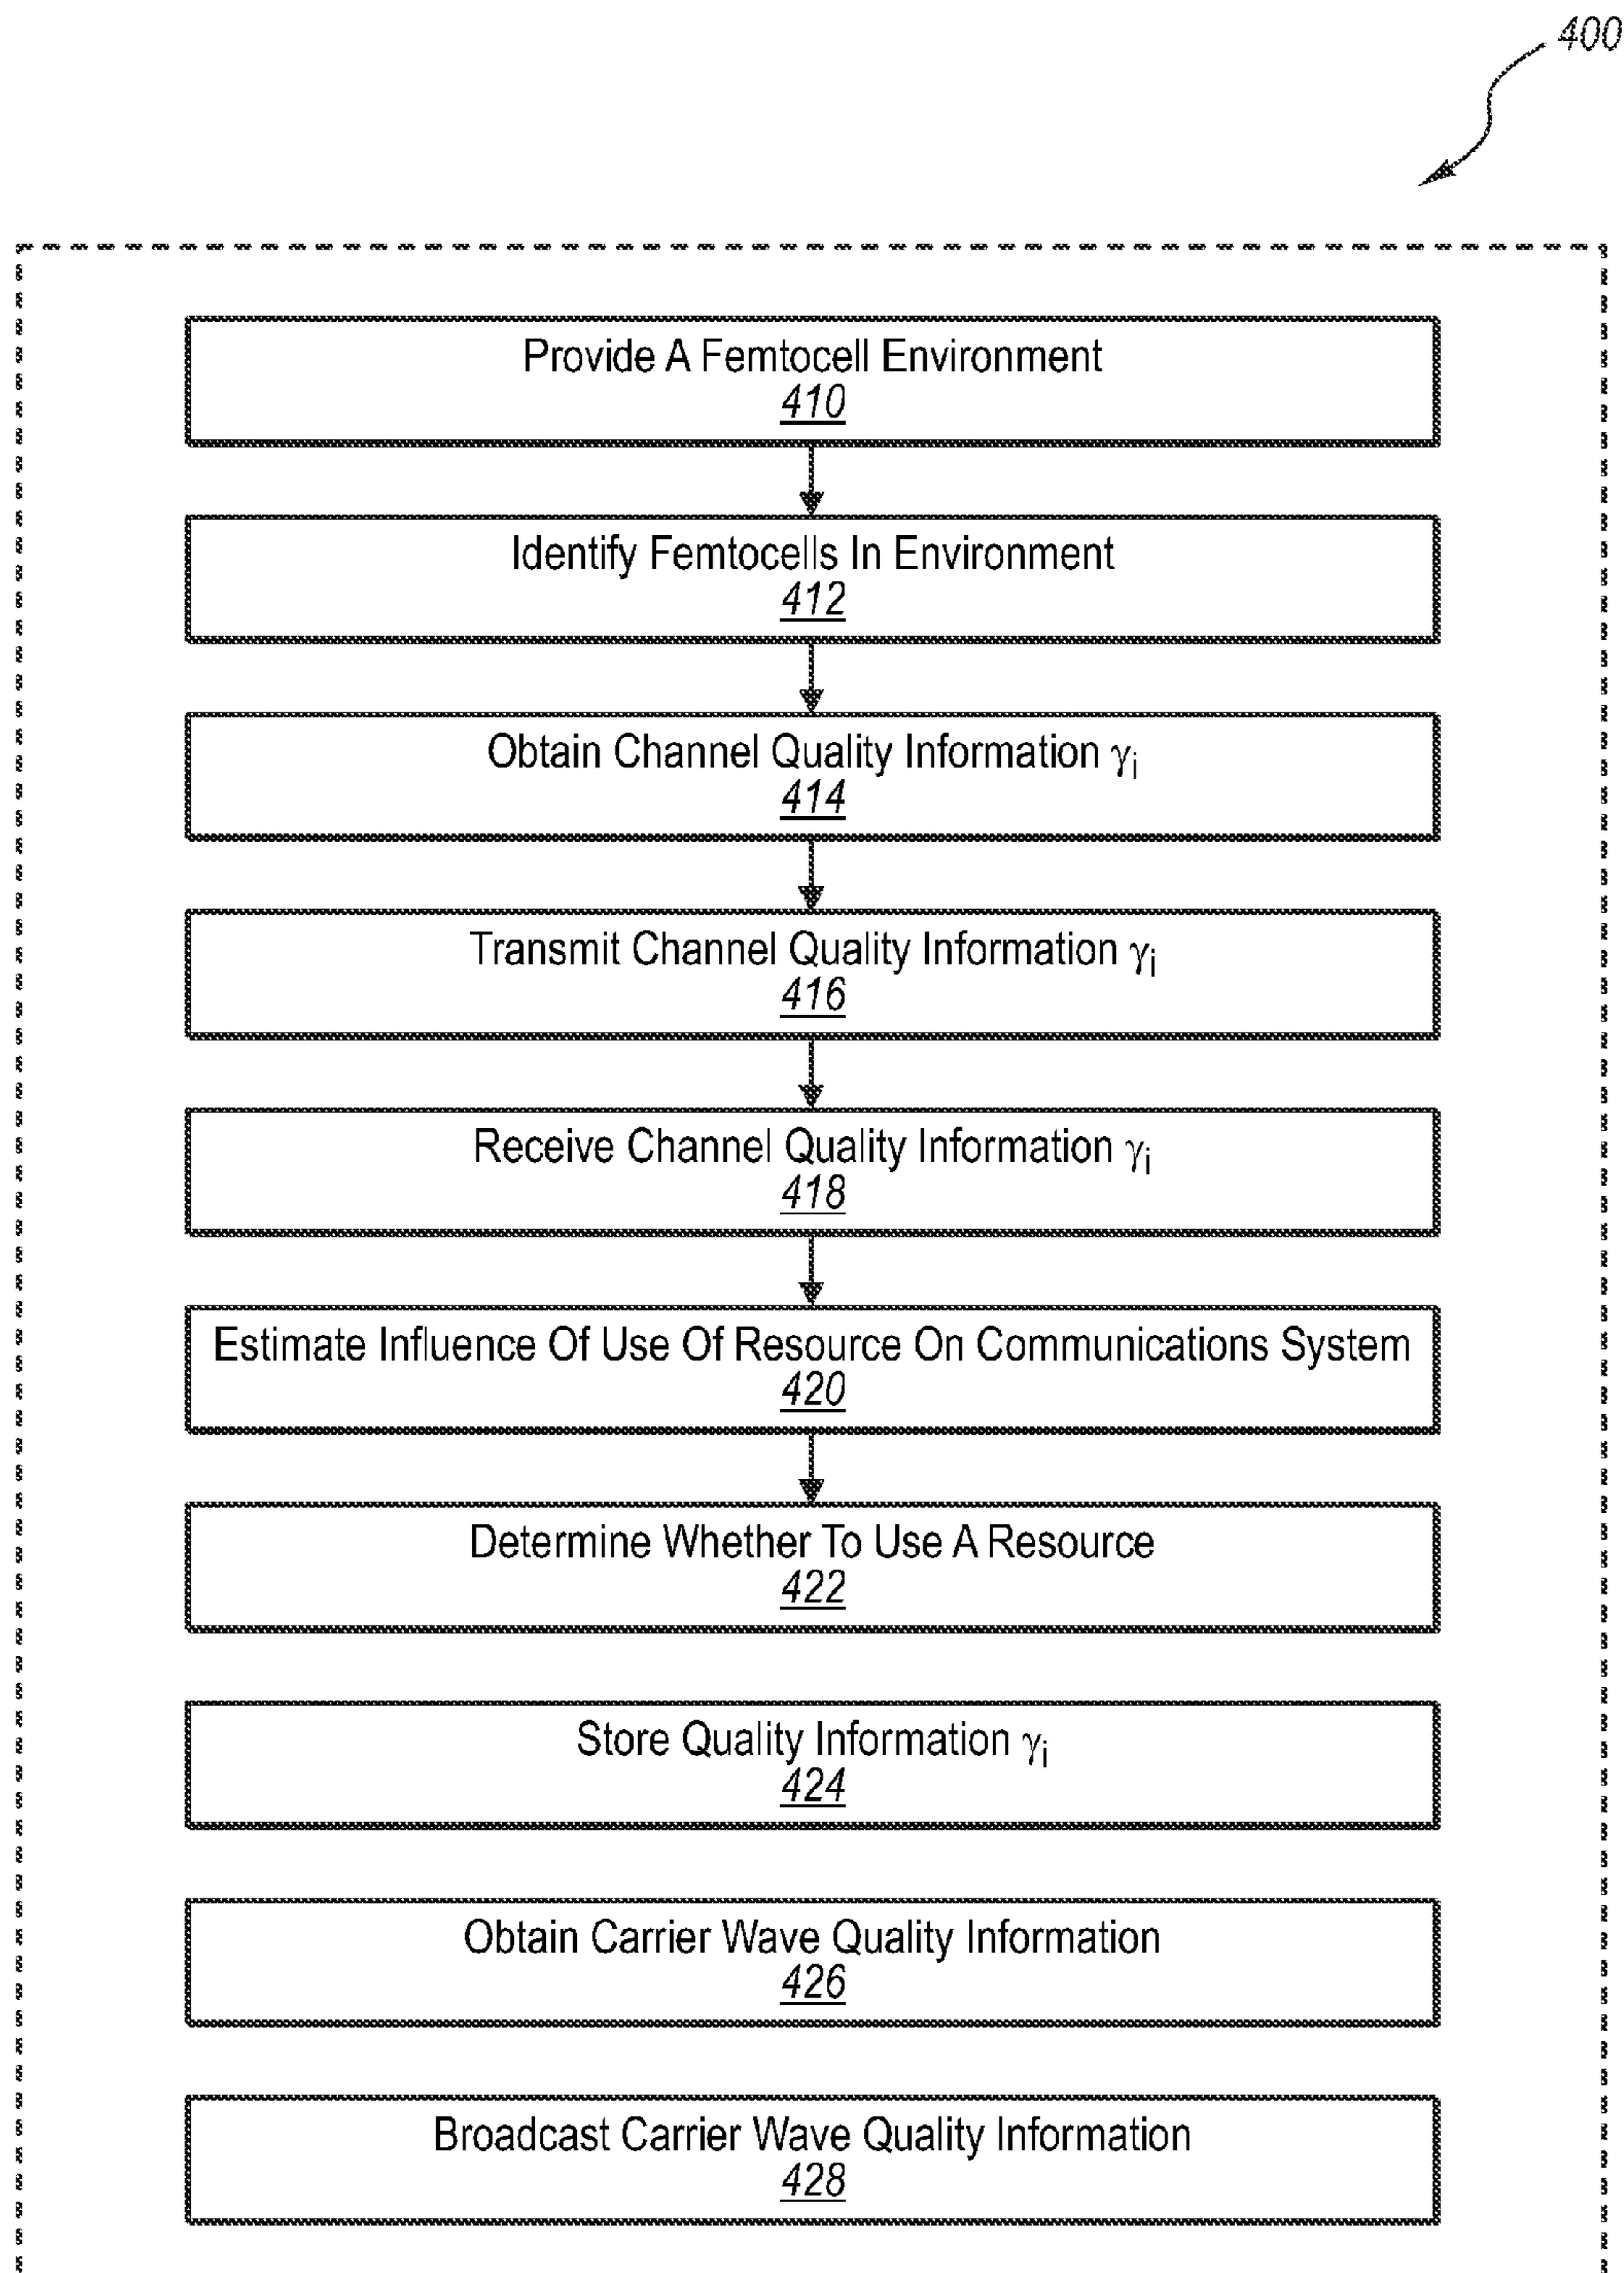 400
Provide A Femtocell Environment
410
Identify Femtocells In Environment
412
Obtain Channel Quality Information γi
414
Transmit Channel Quality Information γi
416
Receive Channel Quality Information γi
418
Estimate Influence Of Use Of Resource On Communications System
420
Determine Whether To Use A Resource
422
Store Quality Information γi
424
Obtain Carrier Wave Quality Information
426
Broadcast Carrier Wave Quality Information
428